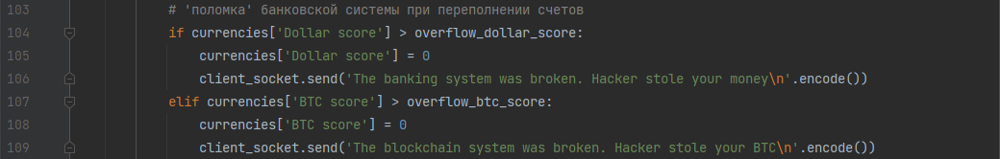 103 # 'поломка' банковской системы при переполнении счетов
104 if currencies['Dollar score'] > overflow_dollar_score:
105 currencies['Dollar score'] = 0
106 client_socket.send('The banking system was broken. Hacker stole your money\n'.encode())
107 elif currencies['BTC score'] > overflow_btc_score:
108 currencies['BTC score'] = 0
109 client_socket.send('The blockchain system was broken. Hacker stole your BTC\n'.encode())